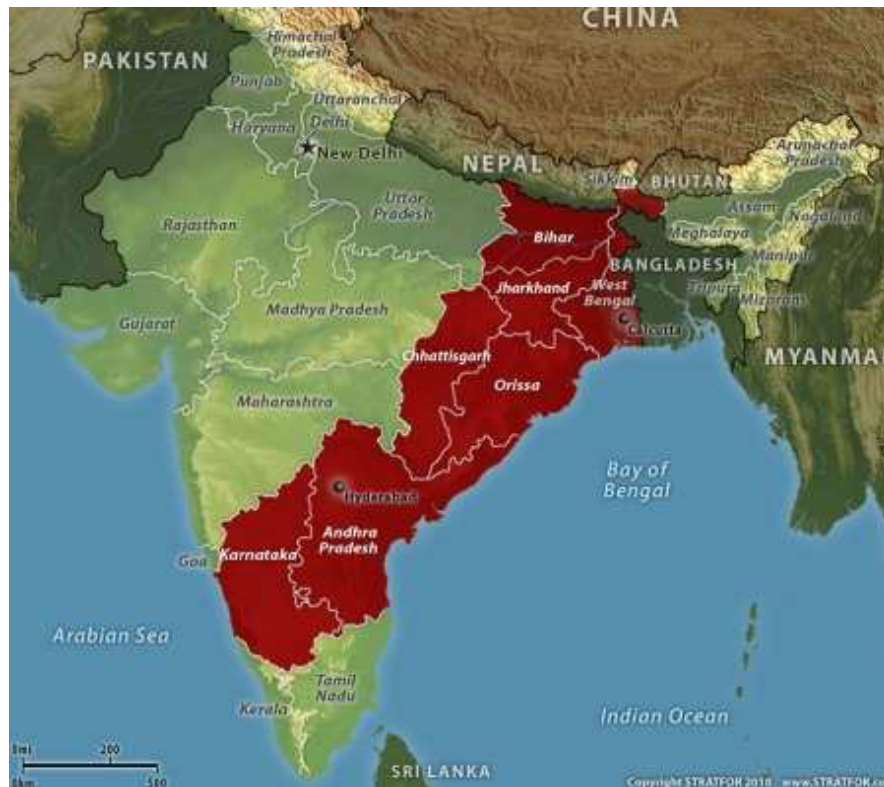 CHINA
Himachal
Pradesh
PAKISTAN
Punjab
Uttaranchal
Haryana
Delhi
New Delhi
NEPAL
Sikkim
BHUTAN
Arunachal
Pradesh
Uttar
Pradesh
Assam
Nagaland
Rajasthan
Meghalaya
Bihar
Manipur
BANGLADESH
Jharkhand
West
Bengal
Tripura
Mizoram
Gujarat
Madhya Pradesh
Calcutta
Chhattisgarh
MYANMA
Orissa
Maharashtra
Bay of
Bengal
Hyderabad
Andhra
Pradesh
Karnataka
Goa
Arabian Sea
Tamil
Nadu
Kerala
Indian Ocean
0mi 200
0km 500
SRI LANKA
Copyright STRATFOR 2010 - www.STRATFOR.co